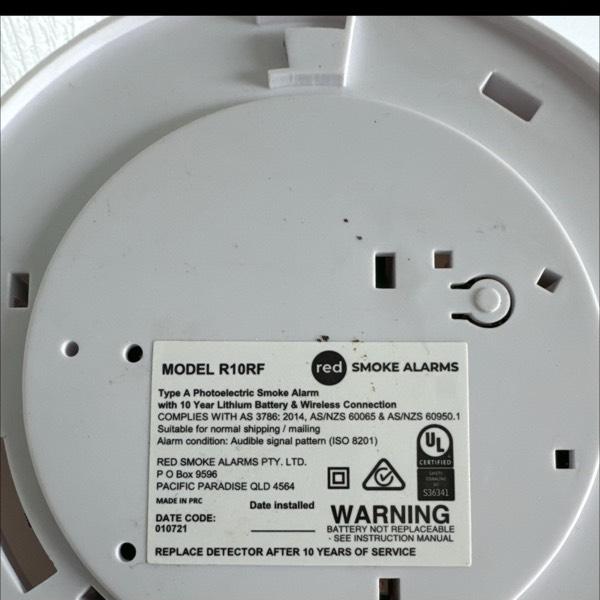 MODEL R10RF
red SMOKE ALARMS
Type A Photoelectric Smoke Alarm
with 10 Year Lithium Battery & Wireless Connection
COMPLIES WITH AS 3786: 2014, AS/NZS 60065 & AS/NZS 60950.1
Suitable for normal shipping / mailing
Alarm condition: Audible signal pattern (ISO 8201)
RED SMOKE ALARMS PTY. LTD.
P O Box 9596
PACIFIC PARADISE QLD 4564
MADE IN PRC
DATE CODE:
010721
Date installed
UL
CERTIFIED
SAFETY
S36341
WARNING
BATTERY NOT REPLACEABLE
- SEE INSTRUCTION MANUAL
REPLACE DETECTOR AFTER 10 YEARS OF SERVICE